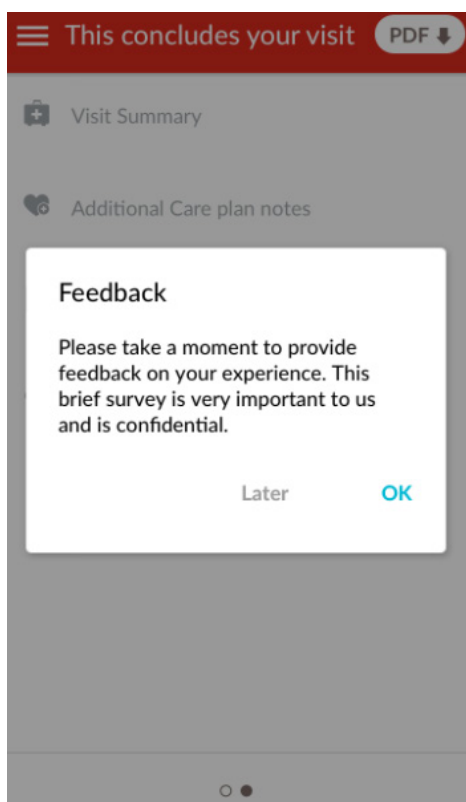 This concludes your visit PDF
Visit Summary
Additional Care plan notes
Feedback
Please take a moment to provide
feedback on your experience. This
brief survey is very important to us
and is confidential.
Later OK